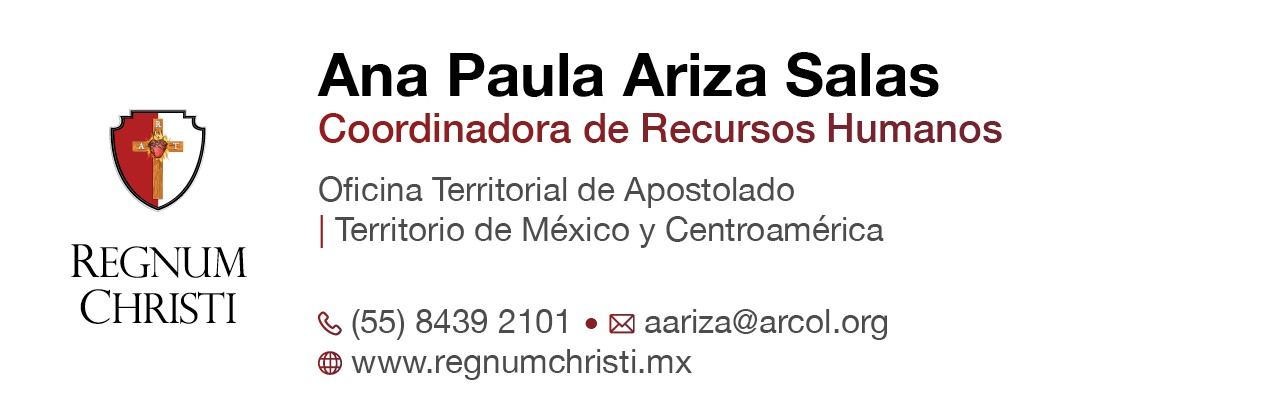 Ana Paula Ariza Salas
Coordinadora de Recursos Humanos
Oficina Territorial de Apostolado
| Territorio de México y Centroamérica
R
A T
REGNUM
CHRISTI
(55) 8439 2101 • aariza@arcol.org
www.regnumchristi.mx